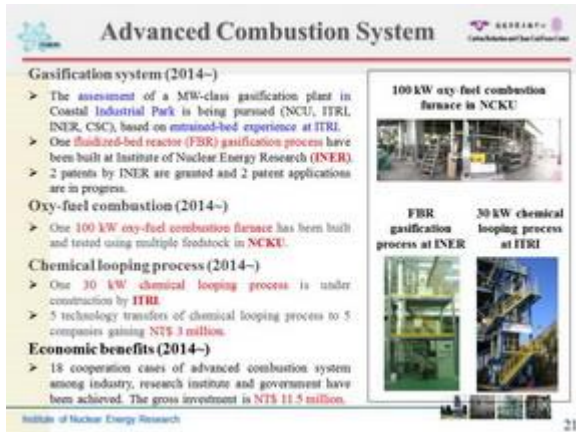 Advanced Combustion System
Gasification system (2014~)
➢ The assessment of a MW-class gasification plant in
Coastal Industrial Park is being pursued (NCU, ITRI,
INER, CSC), based on entrained-bed experience at ITRI.
➢ One fluidized-bed reactor (FBR) gasification process have
been built at Institute of Nuclear Energy Research (INER).
➢ 2 patents by INER are granted and 2 patent applications
are in progress.
Oxy-fuel combustion (2014~)
➢ One 100 kW oxy-fuel combustion furnace has been built
and tested using multiple feedstock in NCKU.
Chemical looping process (2014~)
➢ One 30 kW chemical looping process is under
construction by ITRI.
➢ 5 technology transfers of chemical looping process to 5
companies gaining NT$ 3 million.
Economic benefits (2014~)
➢ 18 cooperation cases of advanced combustion system
among industry, research institute and government have
been achieved. The gross investment is NT$ 11.5 million.
100 kW oxy-fuel combustion
furnace in NCKU
FBR
gasification
process at INER
30 kW chemical
looping process
at ITRI
Institute of Nuclear Energy Research
21